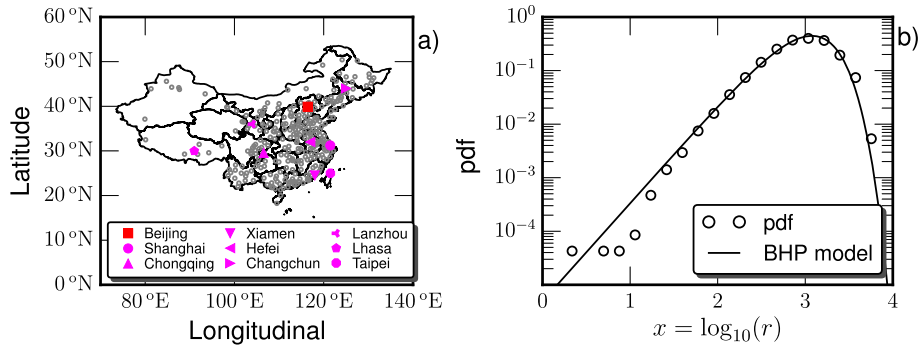 a)
60 °N
50 °N
40 °N
30 °N
20 °N
10 °N
0 °N
Latitude
Beijing Xiamen Lanzhou
Shanghai Hefei Lhasa
Chongqing Changchun Taipei
80 °E 100 °E 120 °E 140 °E
Longitudinal
b)
10⁰
10⁻¹
10⁻²
10⁻³
10⁻⁴
pdf
pdf
BHP model
0 1 2 3 4
x = log₁₀(r)